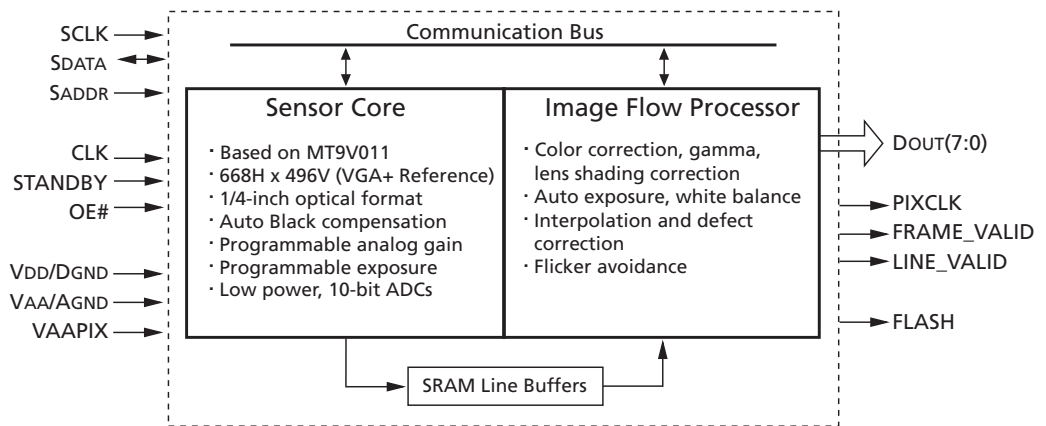 SCLK
SDATA
SADDR
CLK
STANDBY
OE#
VDD/DGND
VAA/AGND
VAAPIX
Communication Bus
Sensor Core
· Based on MT9V011
· 668H x 496V (VGA+ Reference)
· 1/4-inch optical format
· Auto Black compensation
· Programmable analog gain
· Programmable exposure
· Low power, 10-bit ADCs
Image Flow Processor
· Color correction, gamma,
lens shading correction
· Auto exposure, white balance
· Interpolation and defect
correction
· Flicker avoidance
SRAM Line Buffers
DOUT(7:0)
PIXCLK
FRAME_VALID
LINE_VALID
FLASH